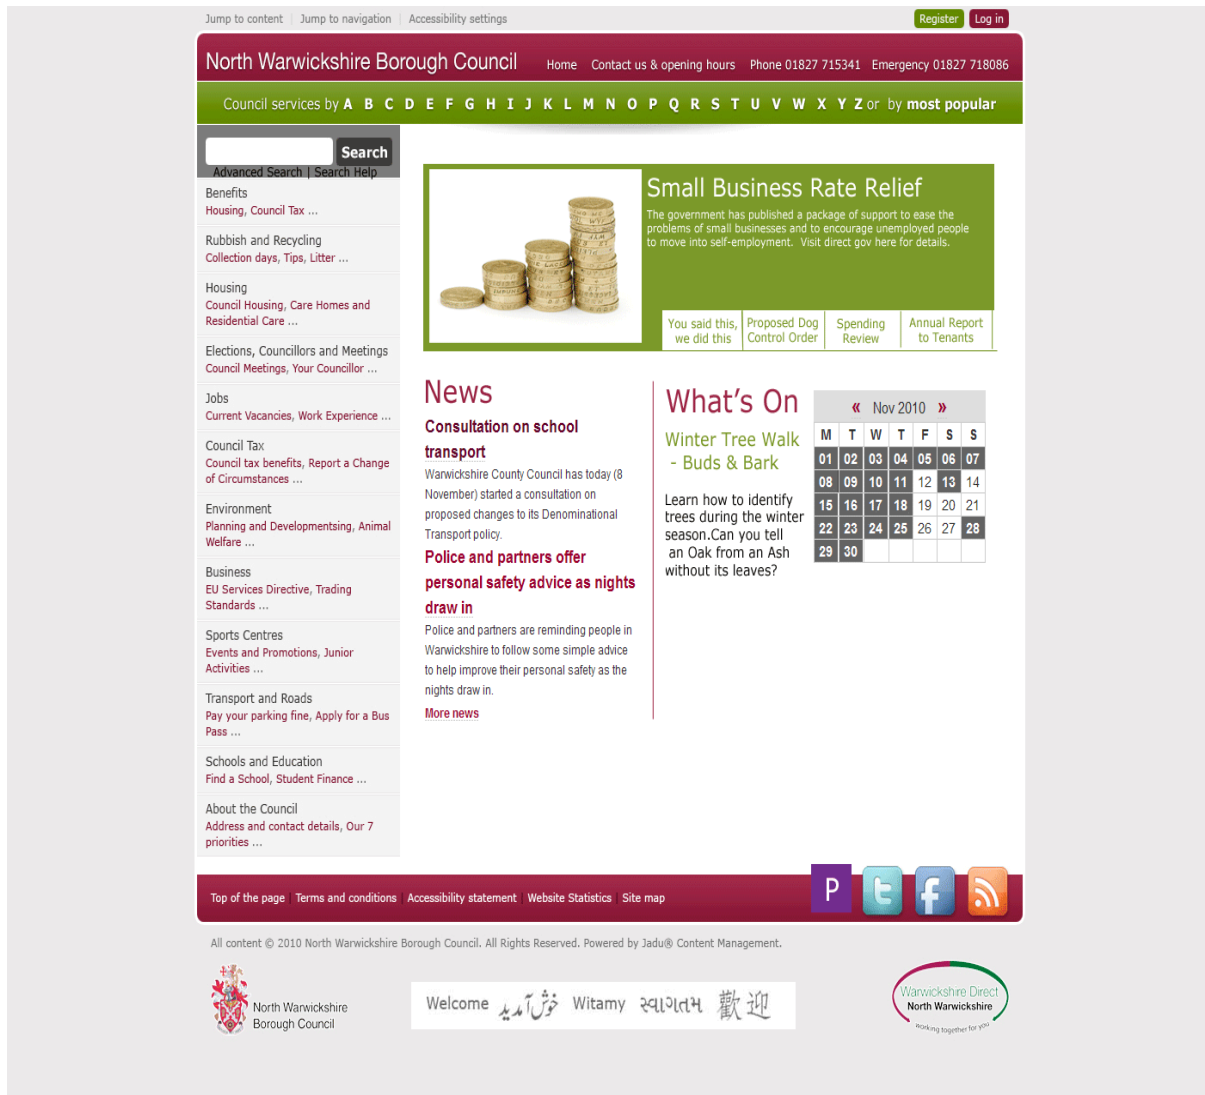 Jump to content | Jump to navigation | Accessibility settings
Register Log in
North Warwickshire Borough Council
Home Contact us & opening hours Phone 01827 715341 Emergency 01827 718086
Council services by A B C D E F G H I J K L M N O P Q R S T U V W X Y Z or by most popular
Search
Advanced Search | Search Help
Benefits
Housing, Council Tax ...
Rubbish and Recycling
Collection days, Tips, Litter ...
Housing
Council Housing, Care Homes and
Residential Care ...
Elections, Councillors and Meetings
Council Meetings, Your Councillor ...
Jobs
Current Vacancies, Work Experience ...
Council Tax
Council tax benefits, Report a Change
of Circumstances ...
Environment
Planning and Developmentsing, Animal
Welfare ...
Business
EU Services Directive, Trading
Standards ...
Sports Centres
Events and Promotions, Junior
Activities ...
Transport and Roads
Pay your parking fine, Apply for a Bus
Pass ...
Schools and Education
Find a School, Student Finance ...
About the Council
Address and contact details, Our 7
priorities ...
Small Business Rate Relief
The government has published a package of support to ease the
problems of small businesses and to encourage unemployed people
to move into self-employment. Visit direct gov here for details.
You said this,
we did this
Proposed Dog
Control Order
Spending
Review
Annual Report
to Tenants
News
Consultation on school
transport
Warwickshire County Council has today (8
November) started a consultation on
proposed changes to its Denominational
Transport policy.
Police and partners offer
personal safety advice as nights
draw in
Police and partners are reminding people in
Warwickshire to follow some simple advice
to help improve their personal safety as the
nights draw in.
More news
What's On
Winter Tree Walk
- Buds & Bark
Learn how to identify
trees during the winter
season.Can you tell
an Oak from an Ash
without its leaves?
« Nov 2010 »
M T W T F S S
01 02 03 04 05 06 07
08 09 10 11 12 13 14
15 16 17 18 19 20 21
22 23 24 25 26 27 28
29 30
Top of the page | Terms and conditions | Accessibility statement | Website Statistics | Site map
P t f
All content © 2010 North Warwickshire Borough Council. All Rights Reserved. Powered by Jadu® Content Management.
North Warwickshire
Borough Council
Welcome خوش آمدید Witamy સ્વાગતમ 歡迎
Warwickshire Direct
North Warwickshire
working together for you